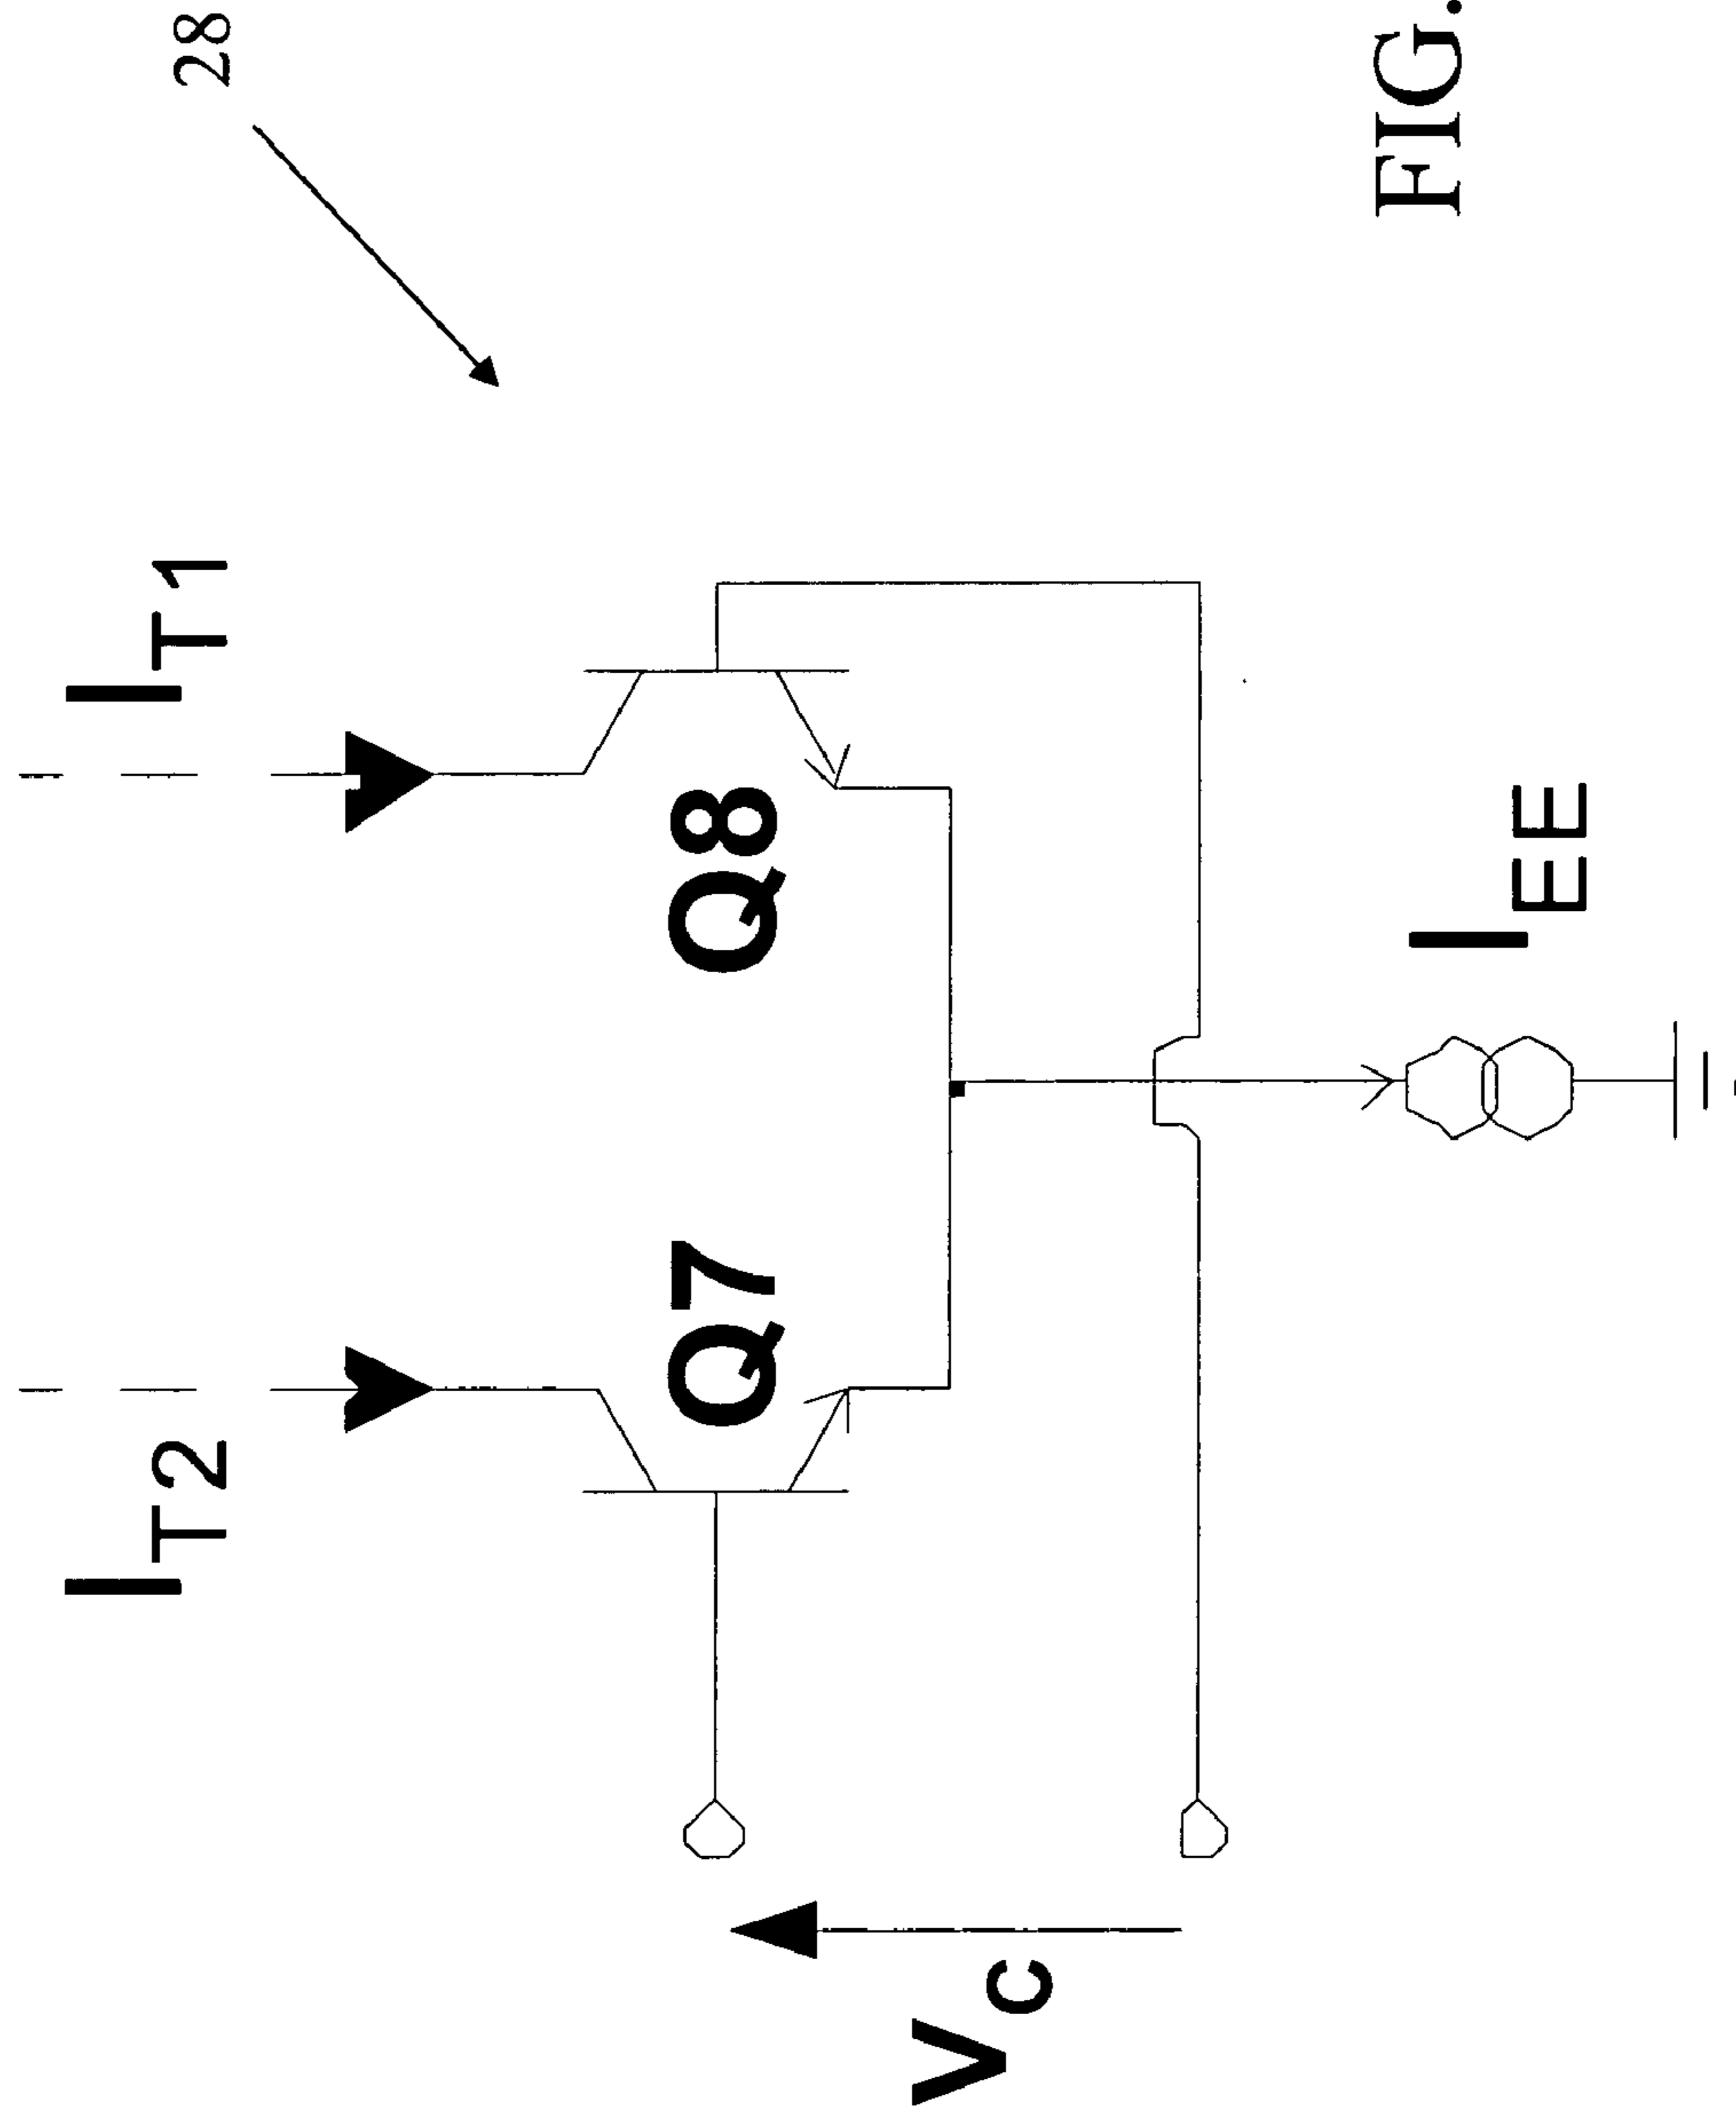 28
I_T2
I_T1
Q7
Q8
V_C
I_EE
FIG.